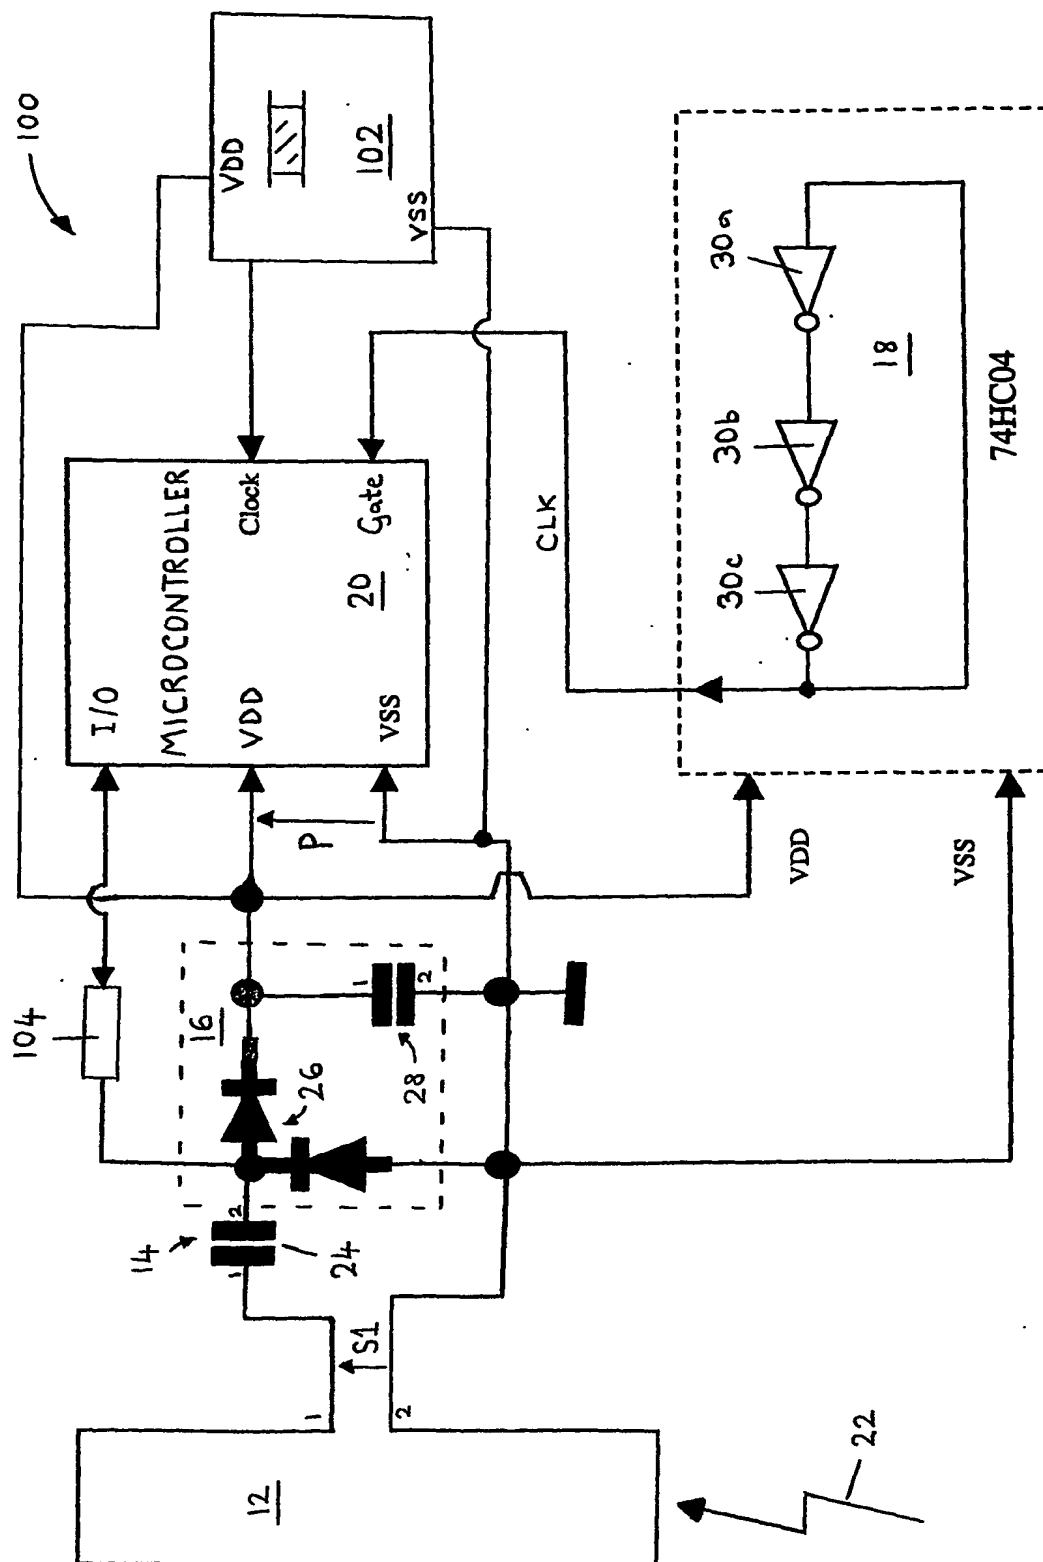 100
VDD
102
VSS
I/O
MICROCONTROLLER
VDD
VSS
Clock
Gate
20
P
104
16
26
1
2
28
14
2
1
24
S1
1
2
12
22
CLK
VDD
VSS
30a
30b
30c
18
74HC04